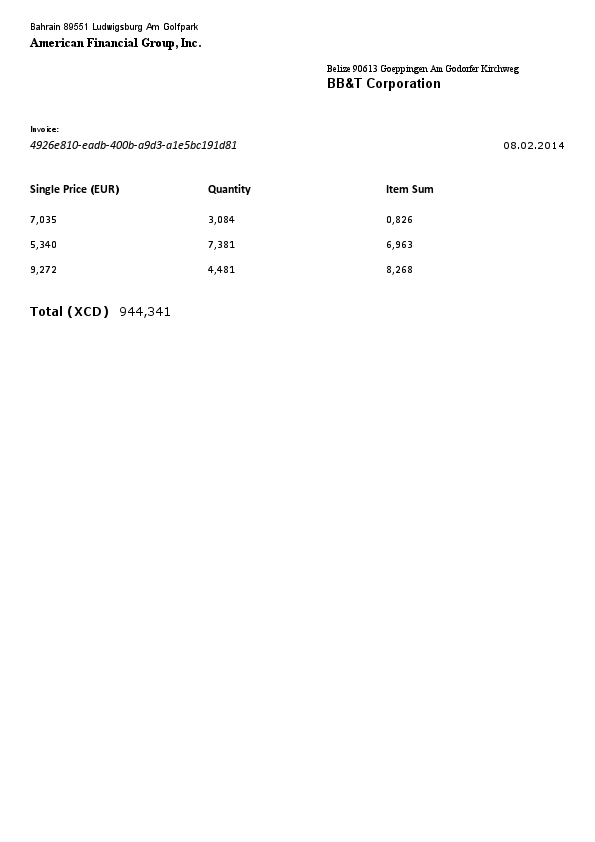 Bahrain 89551 Ludwigsburg Am Golfpark
American Financial Group, Inc.
Belize 90613 Goeppingen Am Godorfer Kirchweg
BB&T Corporation
Invoice:
4926e810-eadb-400b-a9d3-a1e5bc191d81 08.02.2014
Single Price (EUR) Quantity Item Sum
7,035 3,084 0,826
5,340 7,381 6,963
9,272 4,481 8,268
Total (XCD) 944,341